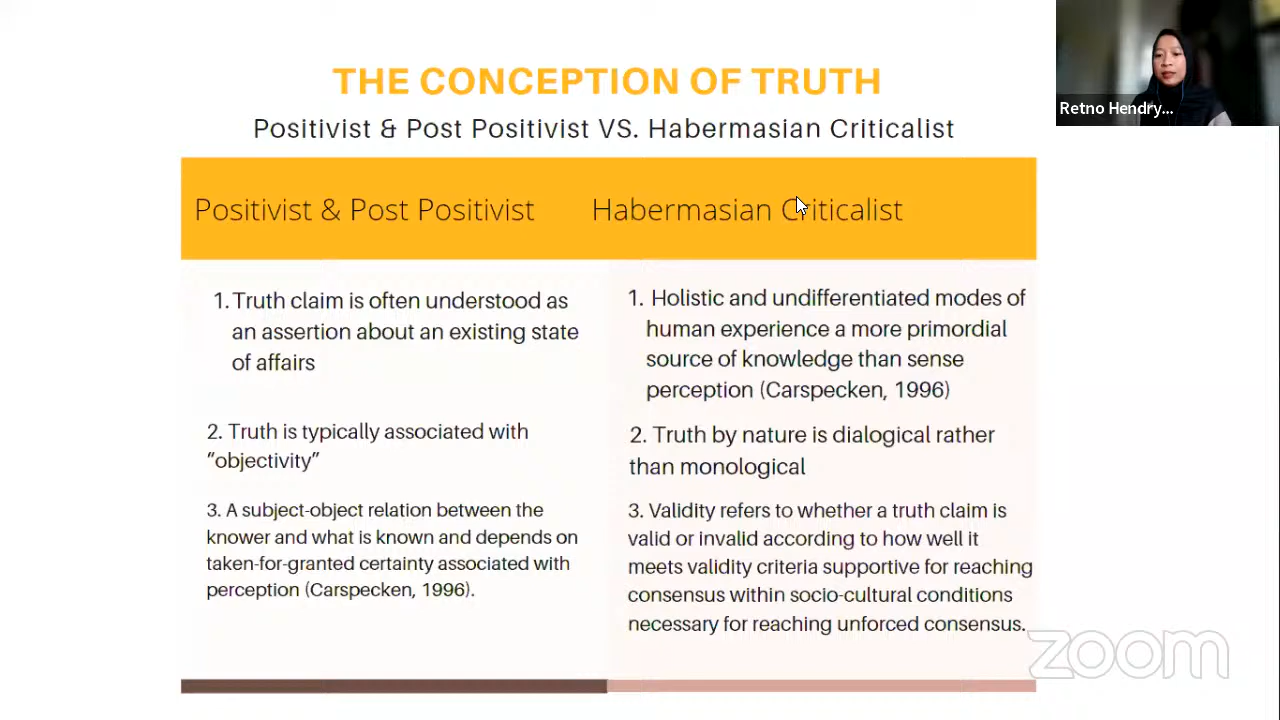 THE CONCEPTION OF TRUTH
Positivist & Post Positivist VS. Habermasian Criticalist
Positivist & Post Positivist
Habermasian Criticalist
1. Truth claim is often understood as
an assertion about an existing state
of affairs
2. Truth is typically associated with
“objectivity”
3. A subject-object relation between the
knower and what is known and depends on
taken-for-granted certainty associated with
perception (Carspecken, 1996).
1. Holistic and undifferentiated modes of
human experience a more primordial
source of knowledge than sense
perception (Carspecken, 1996)
2. Truth by nature is dialogical rather
than monological
3. Validity refers to whether a truth claim is
valid or invalid according to how well it
meets validity criteria supportive for reaching
consensus within socio-cultural conditions
necessary for reaching unforced consensus.
Retno Hendry...
zoom